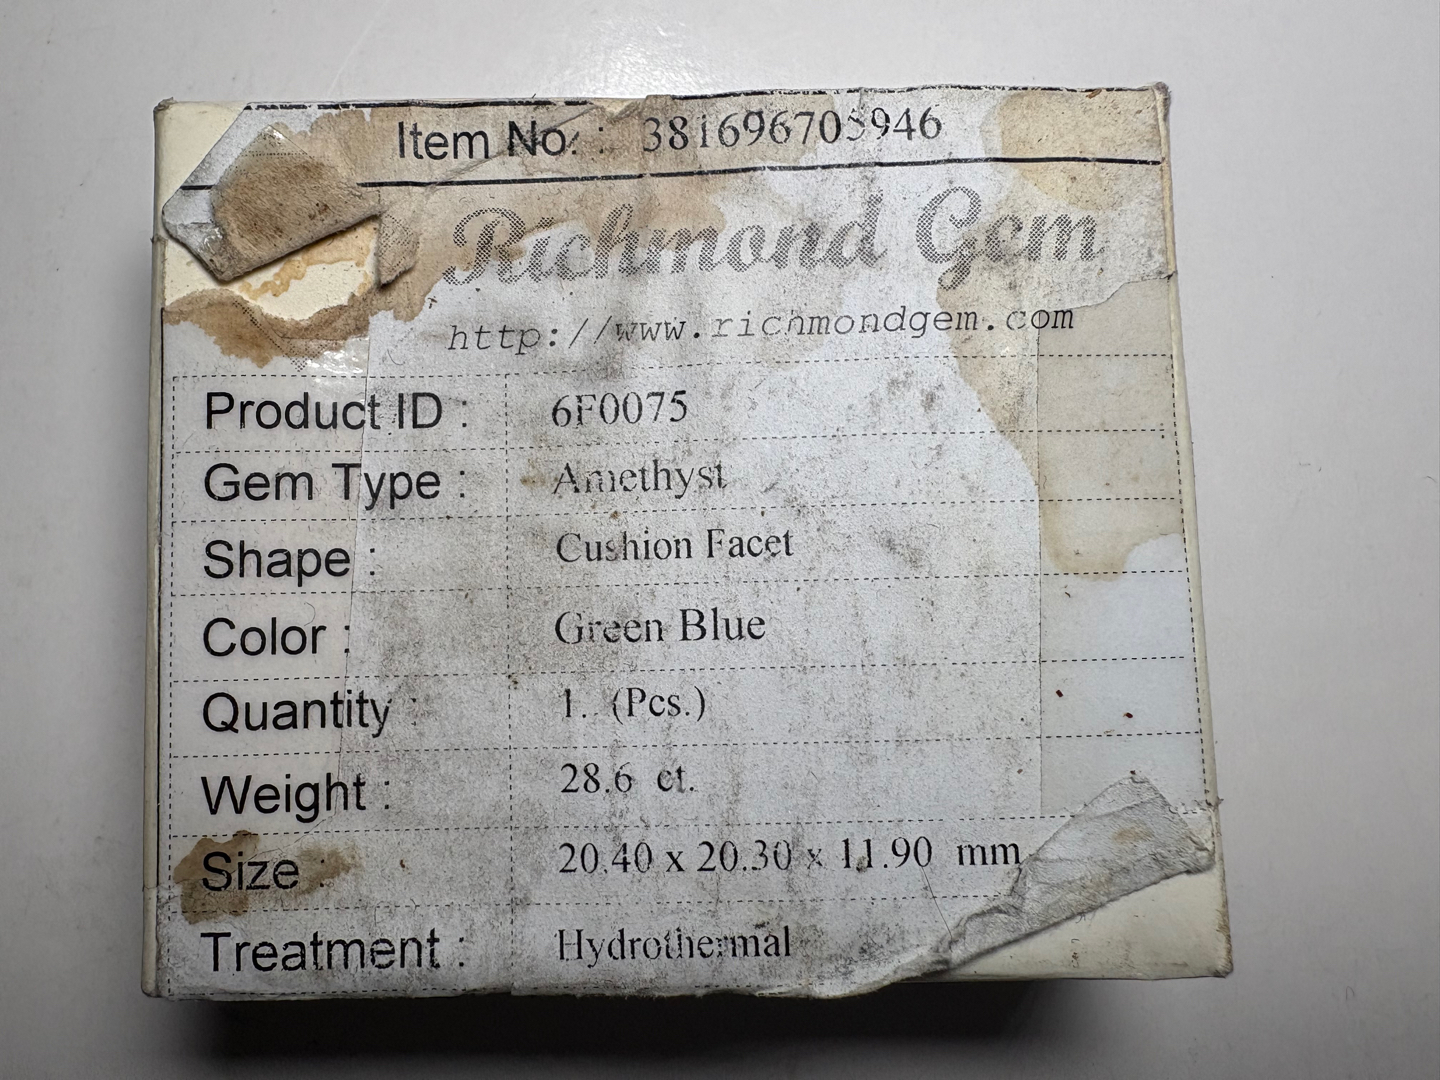 Item No. : 381696705946
Richmond Gem
http://www.richmondgem.com
Product ID : 6F0075
Gem Type : Amethyst
Shape : Cushion Facet
Color : Green Blue
Quantity : 1. (Pcs.)
Weight : 28.6 ct.
Size : 20.40 x 20.30 x 11.90 mm
Treatment : Hydrothermal